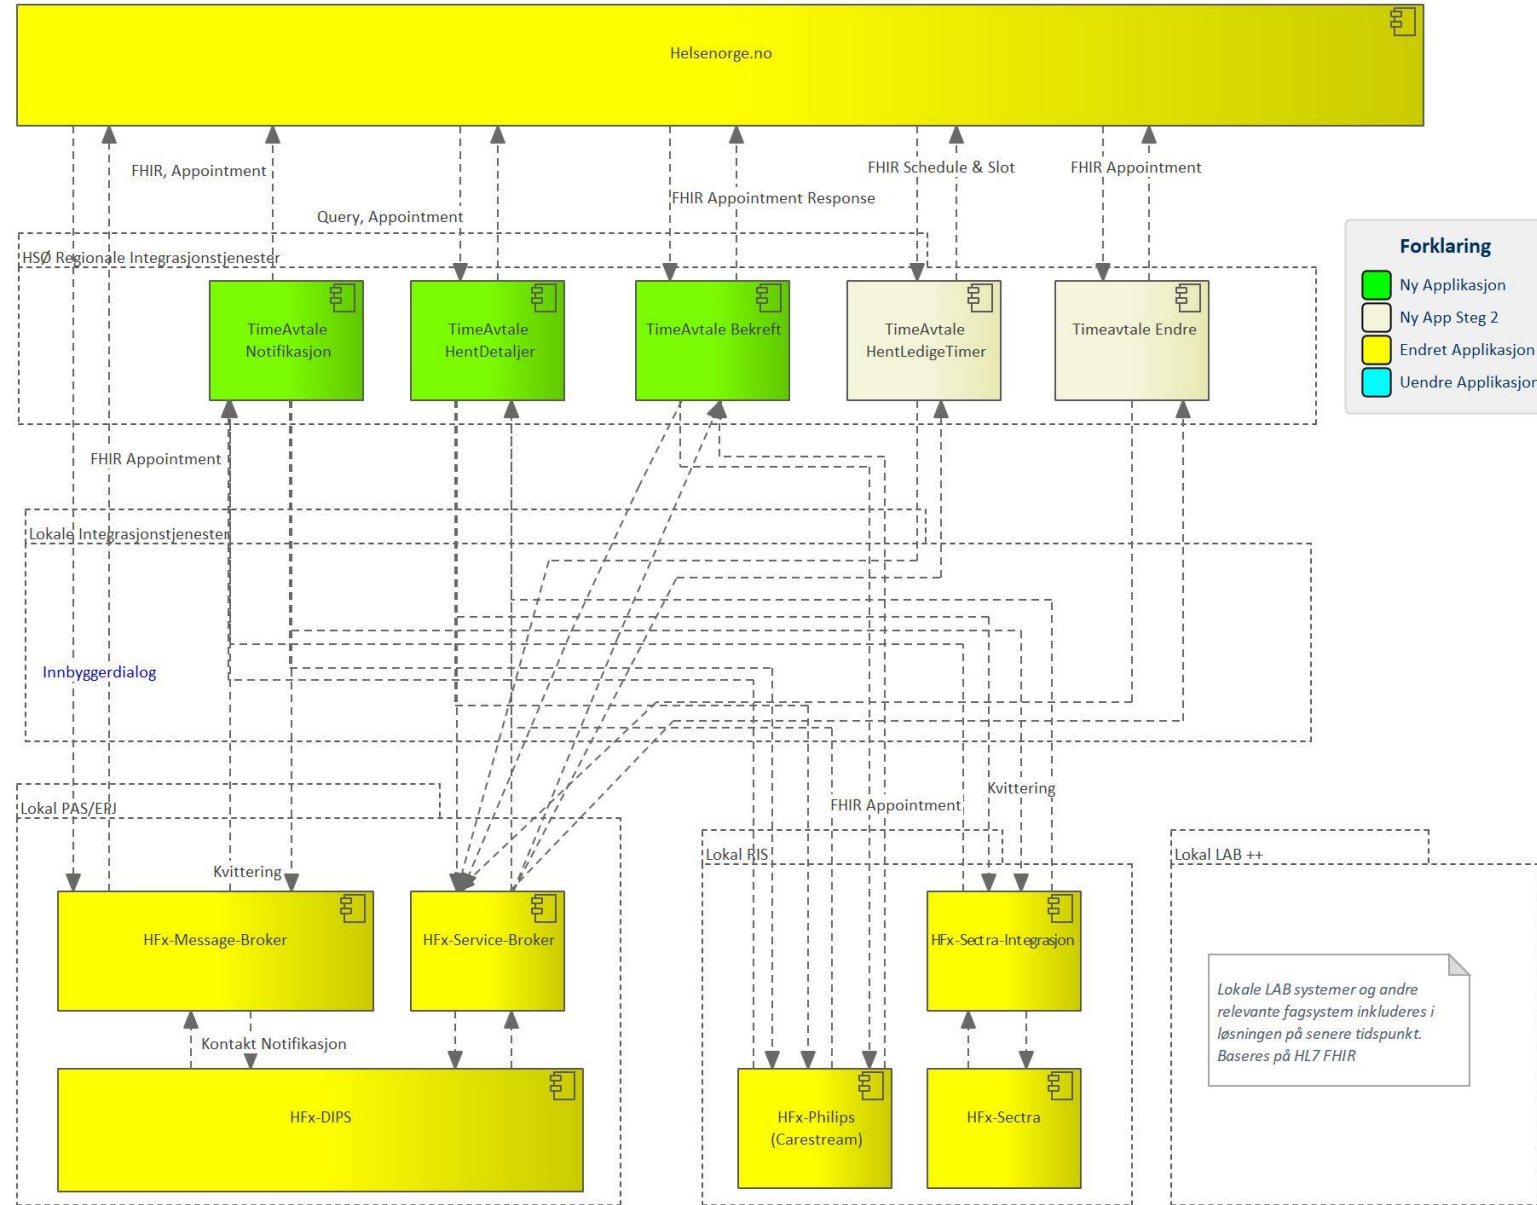 Helsenorge.no
FHIR, Appointment
FHIR Schedule & Slot
FHIR Appointment
FHIR Appointment Response
Query, Appointment
HSØ Regionale Integrasjonstjenester
TimeAvtale
Notifikasjon
TimeAvtale
HentDetaljer
TimeAvtale Bekreft
TimeAvtale
HentLedigeTimer
Timeavtale Endre
Forklaring
Ny Applikasjon
Ny App Steg 2
Endret Applikasjon
Uendre Applikasjon
FHIR Appointment
Lokale Integrasjonstjenester
Innbyggerdialog
Kvittering
FHIR Appointment
Lokal PAS/EPJ
Lokal RIS
Lokal LAB ++
Kvittering
HFx-Message-Broker
HFx-Service-Broker
HFx-Sectra-Integrasjon
Lokale LAB systemer og andre
relevante fagsystem inkluderes i
løsningen på senere tidspunkt.
Baseres på HL7 FHIR
Kontakt Notifikasjon
HFx-DIPS
HFx-Philips
(Carestream)
HFx-Sectra